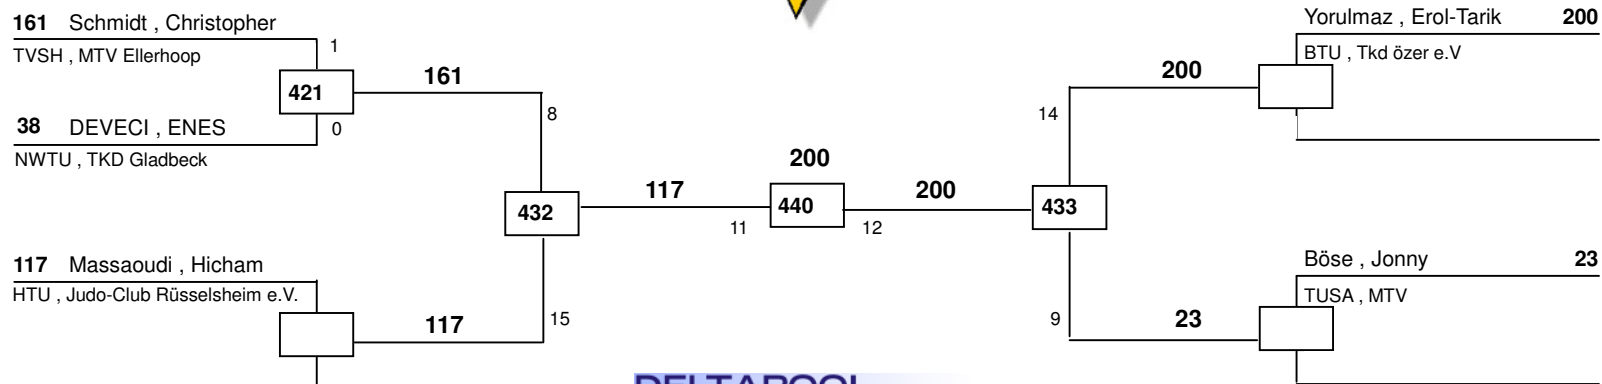 161 Schmidt , Christopher
TVSH , MTV Ellerhoop
1
421
161
38 DEVECI , ENES
0
NWTU , TKD Gladbeck
8
432
117
117 Massaoudi , Hicham
HTU , Judo-Club Rüsselsheim e.V.
117
15
200
440
11
12
200
433
14
200
Yorulmaz , Erol-Tarik 200
BTU , Tkd özer e.V
9
23
Böse , Jonny 23
TUSA , MTV